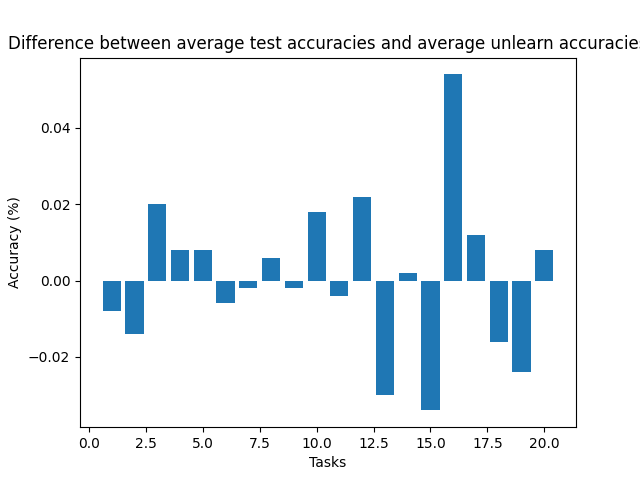 Difference between average test accuracies and average unlearn accuracies
0.04
0.02
0.00
−0.02
Accuracy (%)
0.0 2.5 5.0 7.5 10.0 12.5 15.0 17.5 20.0
Tasks